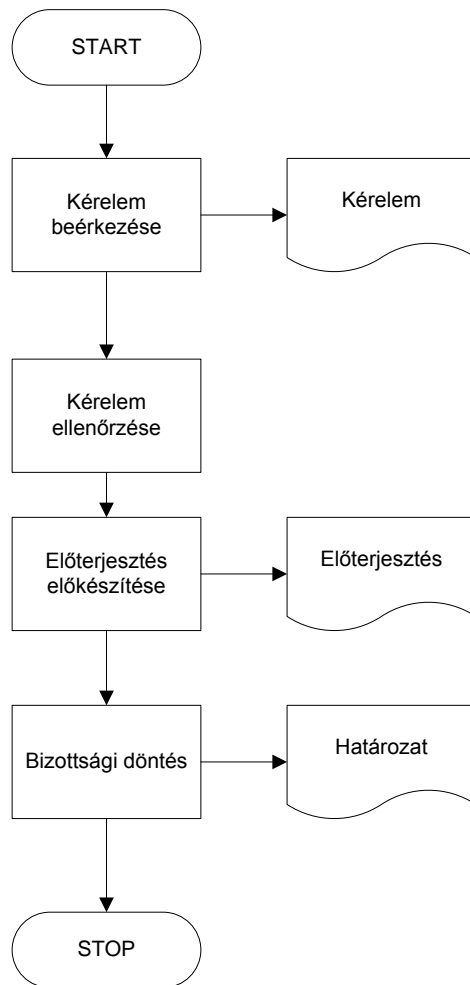 START
Kérelem
beérkezése
Kérelem
Kérelem
ellenőrzése
Előterjesztés
előkészítése
Előterjesztés
Bizottsági döntés
Határozat
STOP